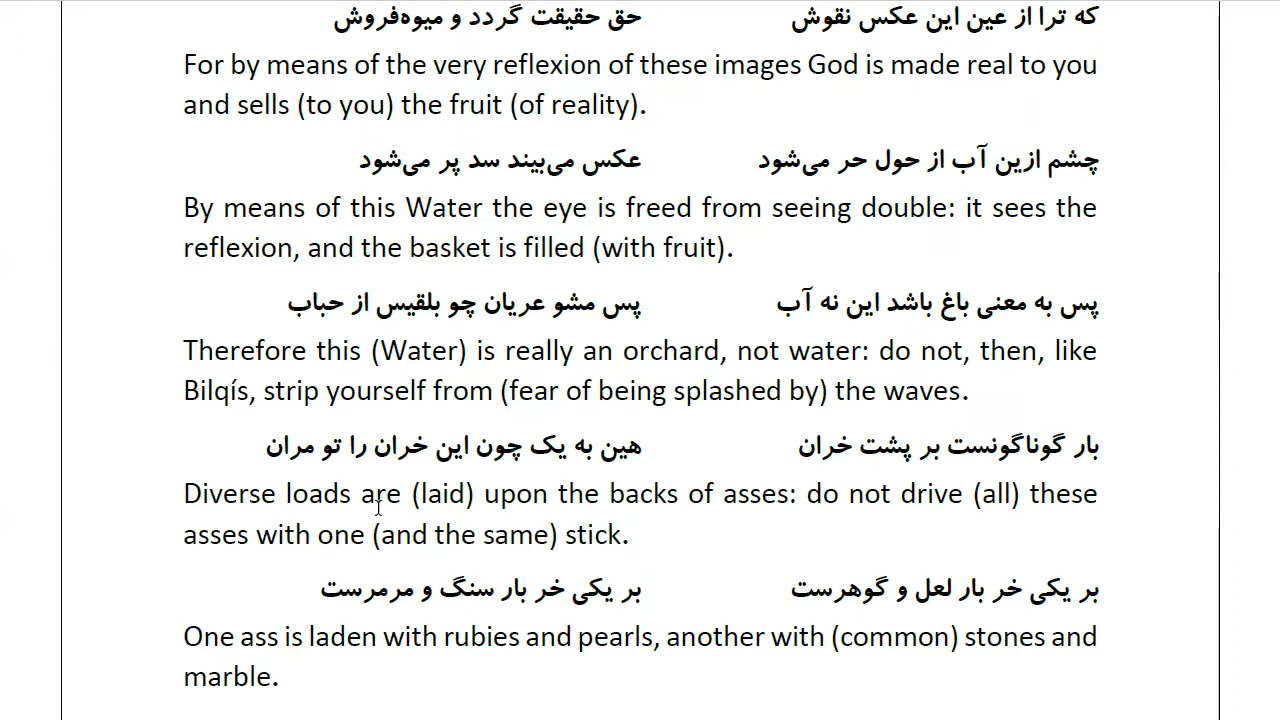 که ترا از عین این عکس نقوش حق حقیقت گردد و میوه‌فروش
For by means of the very reflexion of these images God is made real to you
and sells (to you) the fruit (of reality).
چشم ازین آب از حول حر می‌شود عکس می‌بیند سد پر می‌شود
By means of this Water the eye is freed from seeing double: it sees the
reflexion, and the basket is filled (with fruit).
پس به معنی باغ باشد این نه آب پس مشو عریان چو بلقیس از حباب
Therefore this (Water) is really an orchard, not water: do not, then, like
Bilqís, strip yourself from (fear of being splashed by) the waves.
بار گوناگونست بر پشت خران هین به یک چون این خران را تو مران
Diverse loads are (laid) upon the backs of asses: do not drive (all) these
asses with one (and the same) stick.
بر یکی خر بار لعل و گوهرست بر یکی خر بار سنگ و مرمرست
One ass is laden with rubies and pearls, another with (common) stones and
marble.